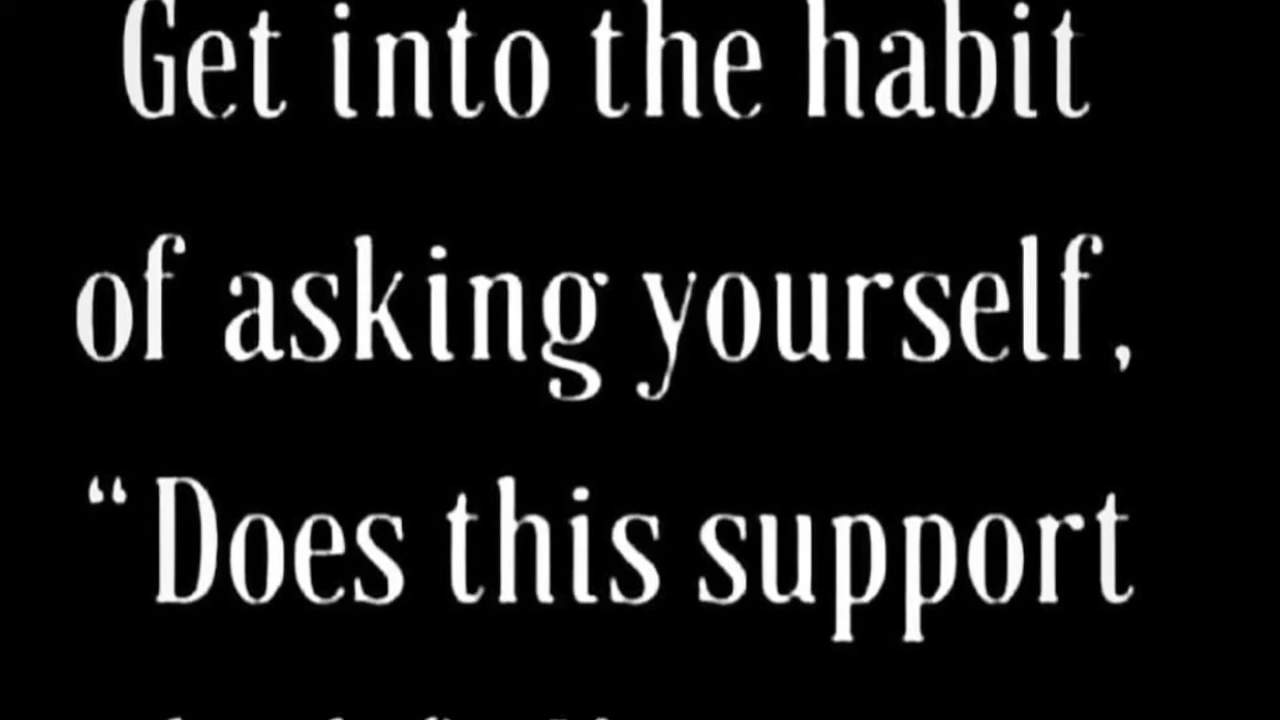 Get into the habit
of asking yourself,
“Does this support